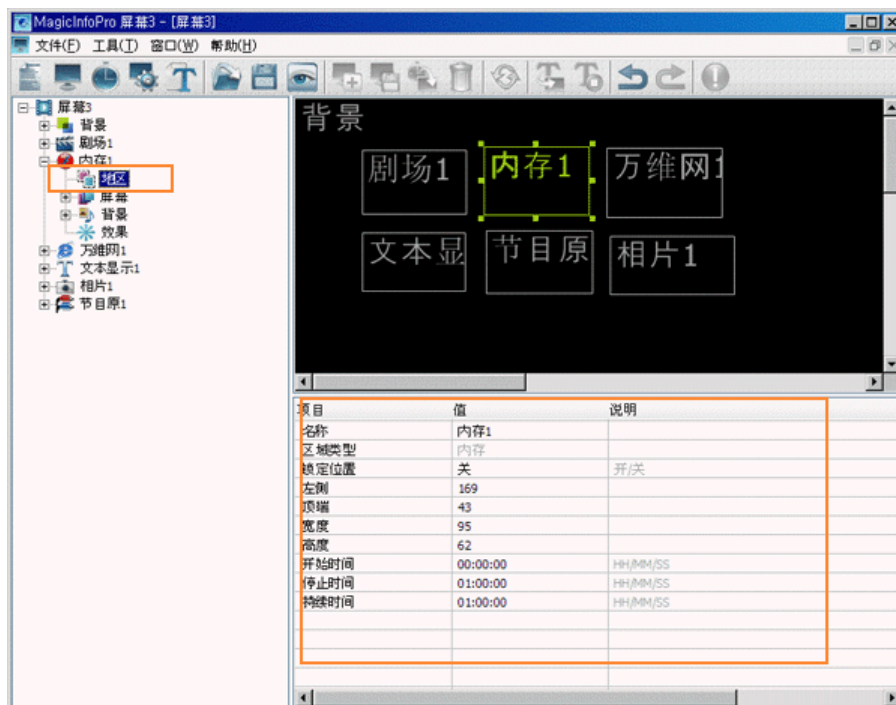 MagicInfoPro 屏幕3 - [屏幕3]
文件(F) 工具(T) 窗口(W) 帮助(H)
屏幕3
背景
剧场1
内存1
地区
屏幕
背景
效果
万维网1
文本显示1
相片1
节目原1
背景
剧场1 内存1 万维网1
文本显 节目原 相片1
项目 值 说明
名称 内存1
区域类型 内存
锁定位置 关 开/关
左侧 169
顶端 43
宽度 95
高度 62
开始时间 00:00:00 HH/MM/SS
停止时间 01:00:00 HH/MM/SS
持续时间 01:00:00 HH/MM/SS